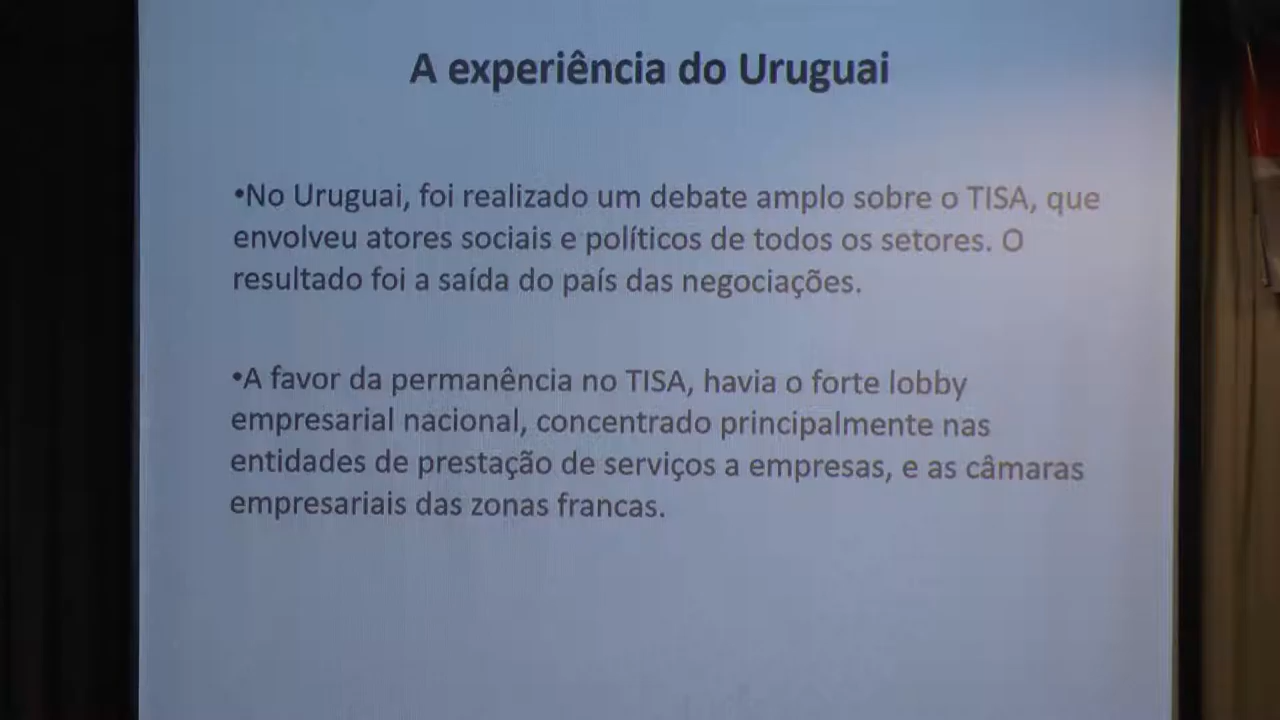 A experiência do Uruguai
•No Uruguai, foi realizado um debate amplo sobre o TISA, que
envolveu atores sociais e políticos de todos os setores. O
resultado foi a saída do país das negociações.
•A favor da permanência no TISA, havia o forte lobby
empresarial nacional, concentrado principalmente nas
entidades de prestação de serviços a empresas, e as câmaras
empresariais das zonas francas.